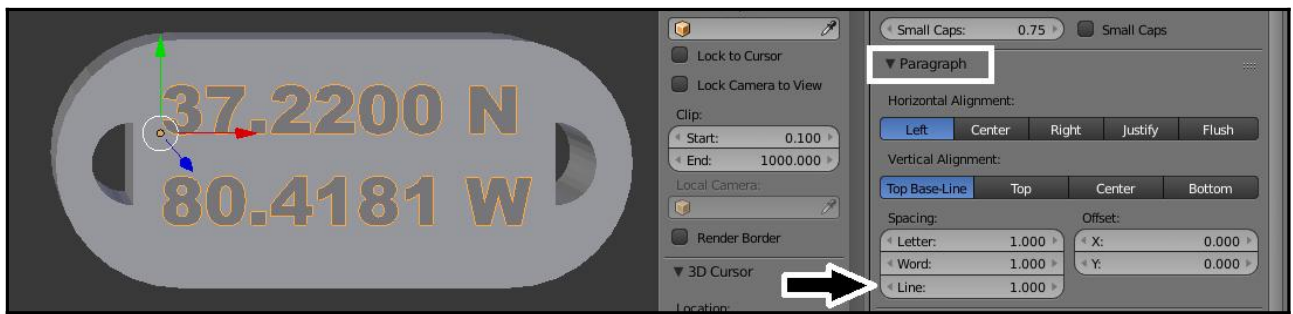 37.2200 N
80.4181 W
Lock to Cursor
Lock Camera to View
Clip:
Start: 0.100
End: 1000.000
Local Camera:
Render Border
3D Cursor
Location:
Small Caps: 0.75 Small Caps
Paragraph
Horizontal Alignment:
Left Center Right Justify Flush
Vertical Alignment:
Top Base-Line Top Center Bottom
Spacing: Offset:
Letter: 1.000 X: 0.000
Word: 1.000 Y: 0.000
Line: 1.000